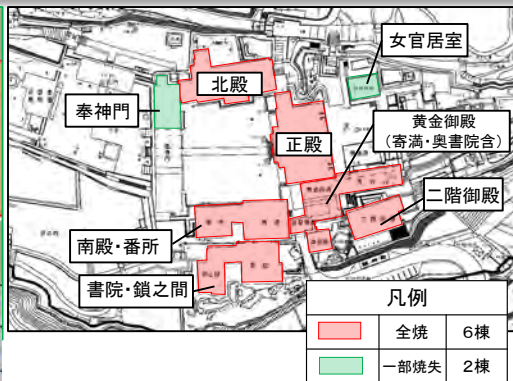 女官居室
北殿
奉神門
黄金御殿
(寄満・奥書院含)
正殿
二階御殿
南殿・番所
書院・鎖之間
凡例
全焼 6棟
一部焼失 2棟